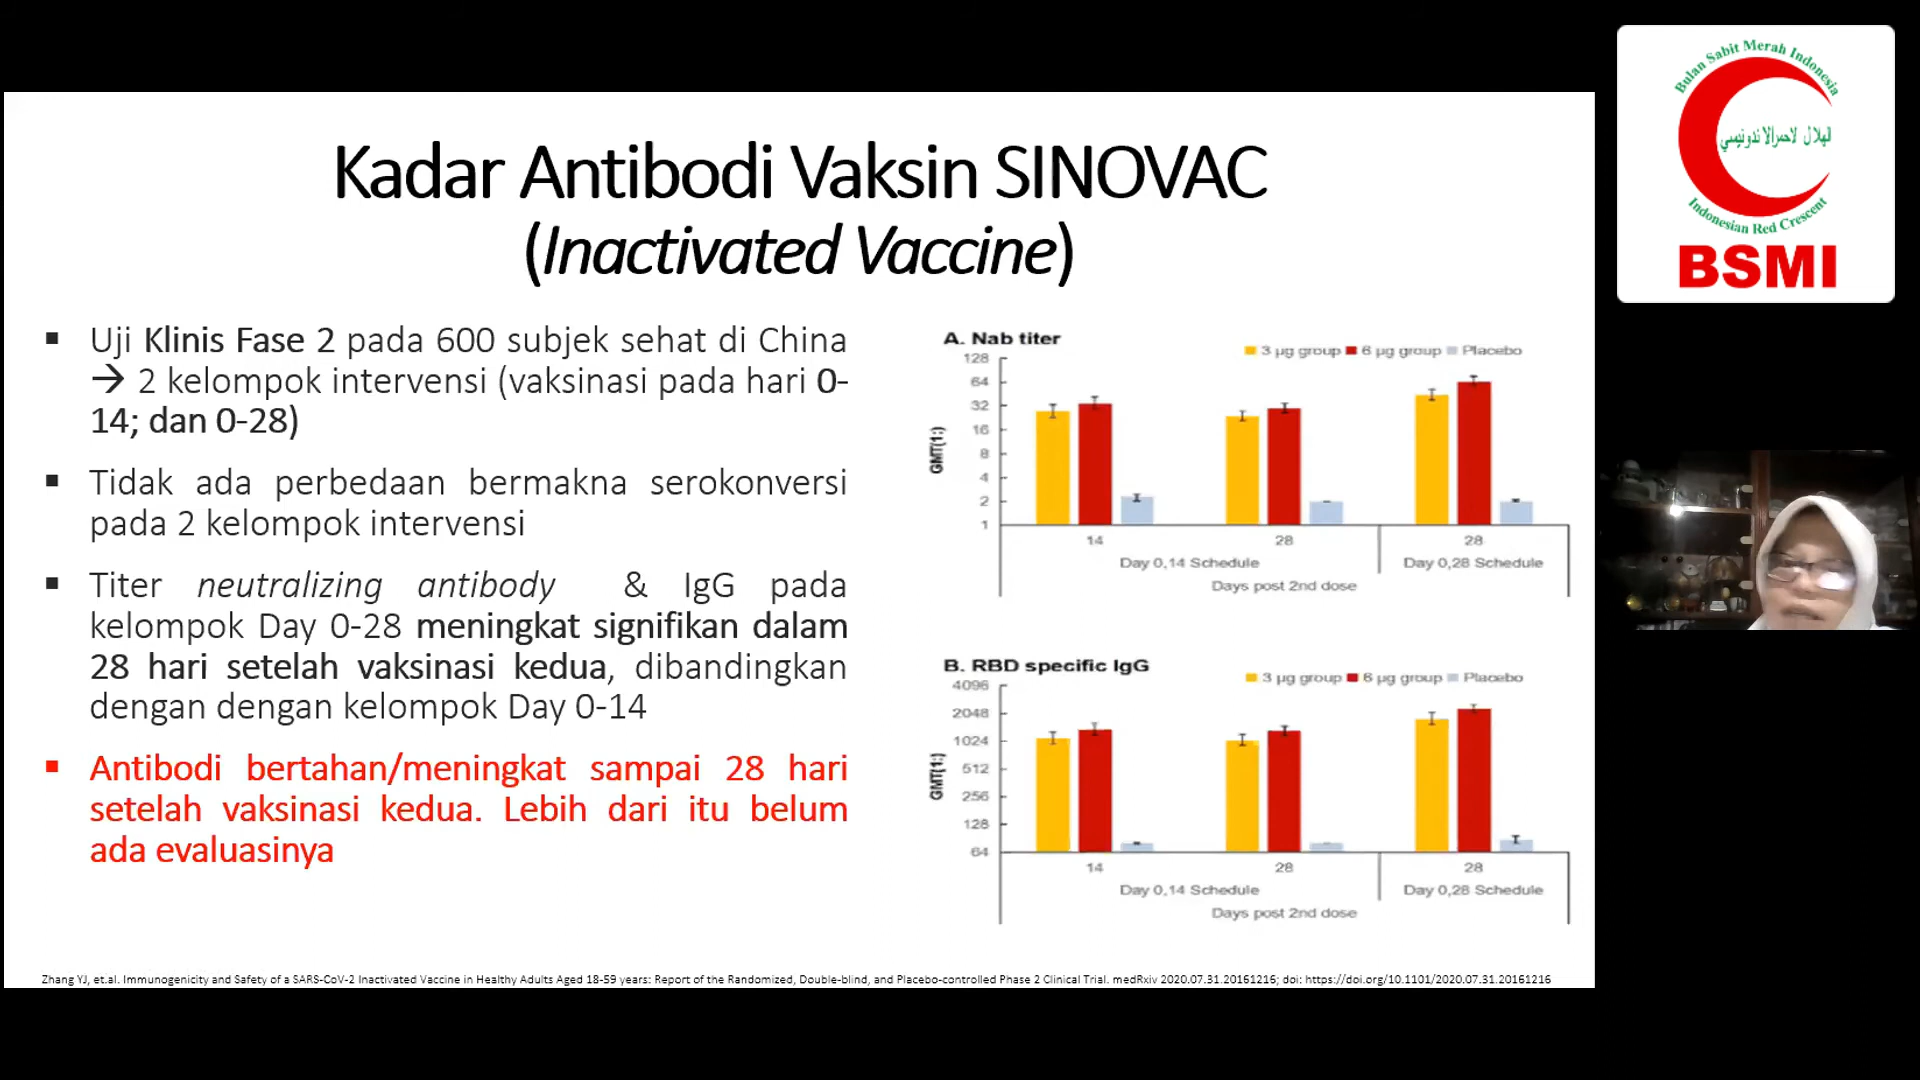 Kadar Antibodi Vaksin SINOVAC
(Inactivated Vaccine)
▪ Uji Klinis Fase 2 pada 600 subjek sehat di China
→ 2 kelompok intervensi (vaksinasi pada hari 0-
14; dan 0-28)
▪ Tidak ada perbedaan bermakna serokonversi
pada 2 kelompok intervensi
▪ Titer neutralizing antibody & IgG pada
kelompok Day 0-28 meningkat signifikan dalam
28 hari setelah vaksinasi kedua, dibandingkan
dengan dengan kelompok Day 0-14
▪ Antibodi bertahan/meningkat sampai 28 hari
setelah vaksinasi kedua. Lebih dari itu belum
ada evaluasinya
A. Nab titer
3 µg group 6 µg group Placebo
GMT(1:)
128
64
32
16
8
4
2
1
14 28 28
Day 0,14 Schedule Day 0,28 Schedule
Days post 2nd dose
B. RBD specific IgG
3 µg group 6 µg group Placebo
GMT(1:)
4096
2048
1024
512
256
128
64
14 28 28
Day 0,14 Schedule Day 0,28 Schedule
Days post 2nd dose
Zhang YJ, et.al. Immunogenicity and Safety of a SARS-CoV-2 Inactivated Vaccine in Healthy Adults Aged 18-59 years: Report of the Randomized, Double-blind, and Placebo-controlled Phase 2 Clinical Trial. medRxiv 2020.07.31.20161216; doi: https://doi.org/10.1101/2020.07.31.20161216
Bulan Sabit Merah Indonesia
الهلال لاحمر الاندونيسي
Indonesian Red Crescent
BSMI